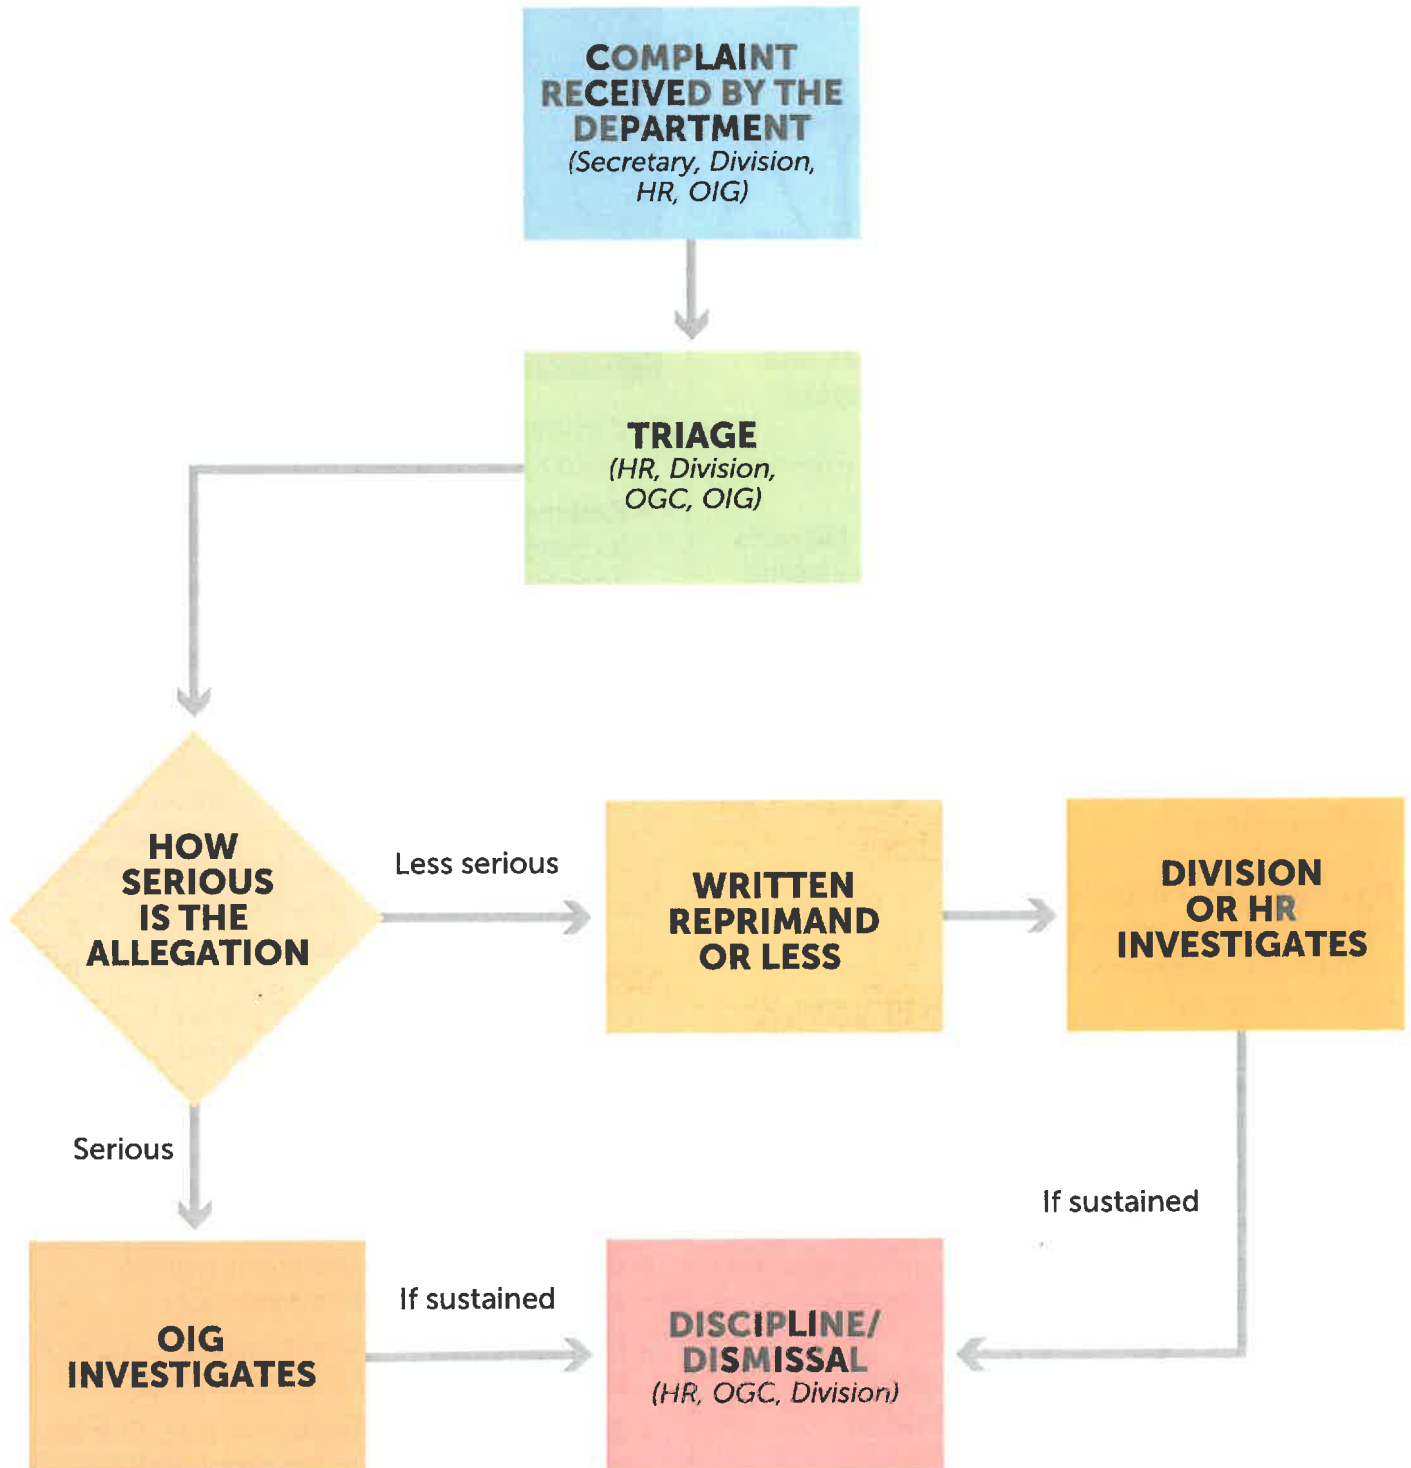 COMPLAINT
RECEIVED BY THE
DEPARTMENT
(Secretary, Division,
HR, OIG)
TRIAGE
(HR, Division,
OGC, OIG)
HOW
SERIOUS
IS THE
ALLEGATION
Less serious
WRITTEN
REPRIMAND
OR LESS
DIVISION
OR HR
INVESTIGATES
Serious
If sustained
OIG
INVESTIGATES
If sustained
DISCIPLINE/
DISMISSAL
(HR, OGC, Division)